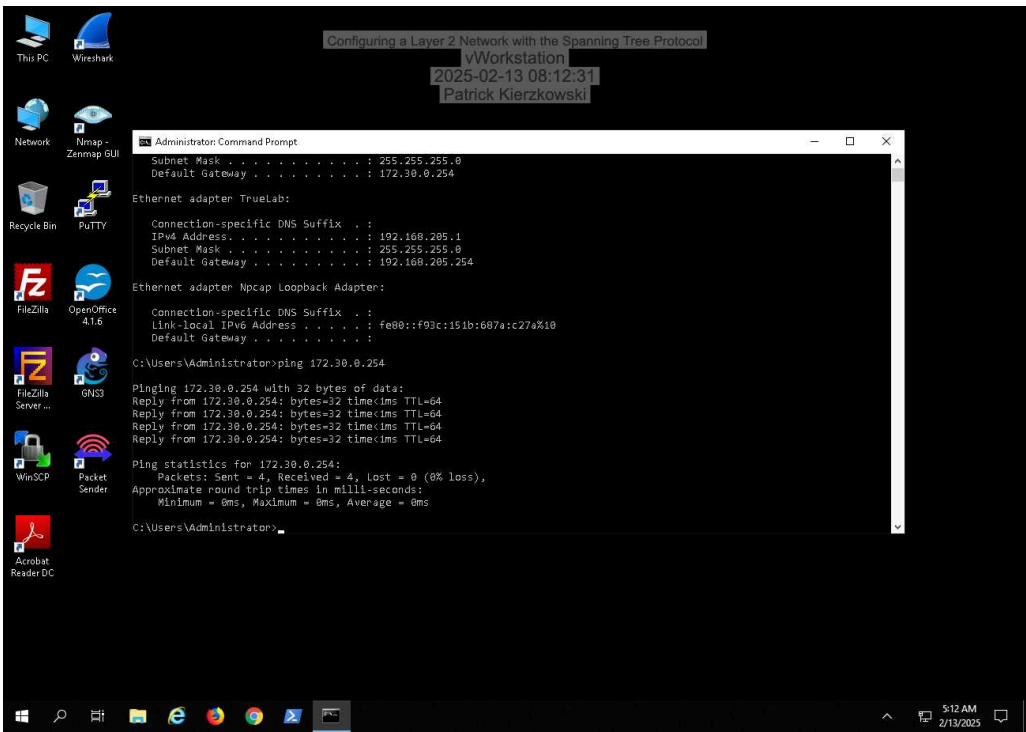 Configuring a Layer 2 Network with the Spanning Tree Protocol
vWorkstation
2025-02-13 08:12:31
Patrick Kierzkowski
This PC
Wireshark
Network
Nmap -
Zenmap GUI
Recycle Bin
PuTTY
FileZilla
OpenOffice
4.1.6
FileZilla
Server ...
GNS3
WinSCP
Packet
Sender
Acrobat
Reader DC
Administrator: Command Prompt
Subnet Mask . . . . . . . . . . . : 255.255.255.0
Default Gateway . . . . . . . . . : 172.30.0.254
Ethernet adapter TrueLab:
Connection-specific DNS Suffix  . :
IPv4 Address. . . . . . . . . . . : 192.168.205.1
Subnet Mask . . . . . . . . . . . : 255.255.255.0
Default Gateway . . . . . . . . . : 192.168.205.254
Ethernet adapter Npcap Loopback Adapter:
Connection-specific DNS Suffix  . :
Link-local IPv6 Address . . . . . : fe80::f93c:151b:687a:c27a%10
Default Gateway . . . . . . . . . :
C:\Users\Administrator>ping 172.30.0.254
Pinging 172.30.0.254 with 32 bytes of data:
Reply from 172.30.0.254: bytes=32 time<1ms TTL=64
Reply from 172.30.0.254: bytes=32 time<1ms TTL=64
Reply from 172.30.0.254: bytes=32 time<1ms TTL=64
Reply from 172.30.0.254: bytes=32 time<1ms TTL=64
Ping statistics for 172.30.0.254:
Packets: Sent = 4, Received = 4, Lost = 0 (0% loss),
Approximate round trip times in milli-seconds:
Minimum = 0ms, Maximum = 0ms, Average = 0ms
C:\Users\Administrator>
5:12 AM
2/13/2025